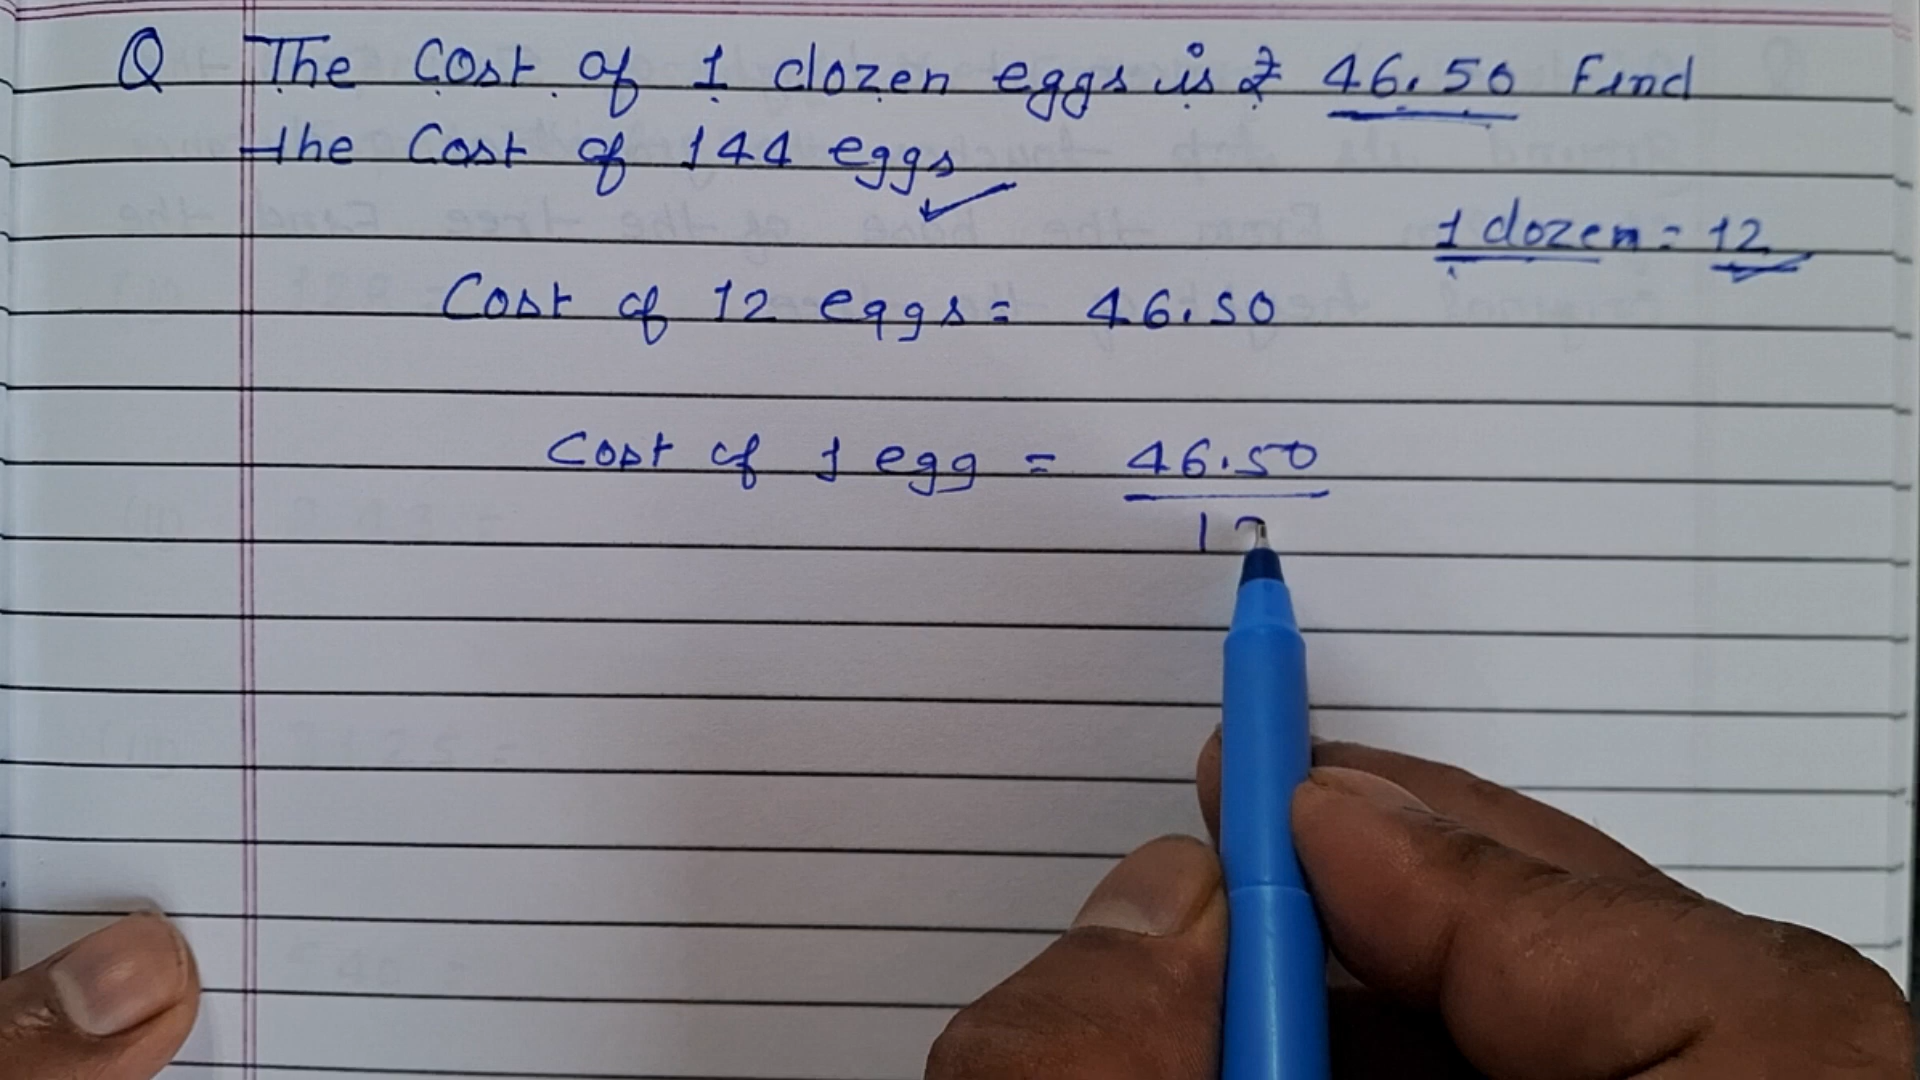 Q The Cost of 1 dozen eggs is ₹ 46.50 Find
the Cost of 144 eggs
1 dozen = 12
Cost of 12 eggs = 46.50
Cost of 1 egg = 46.50
12